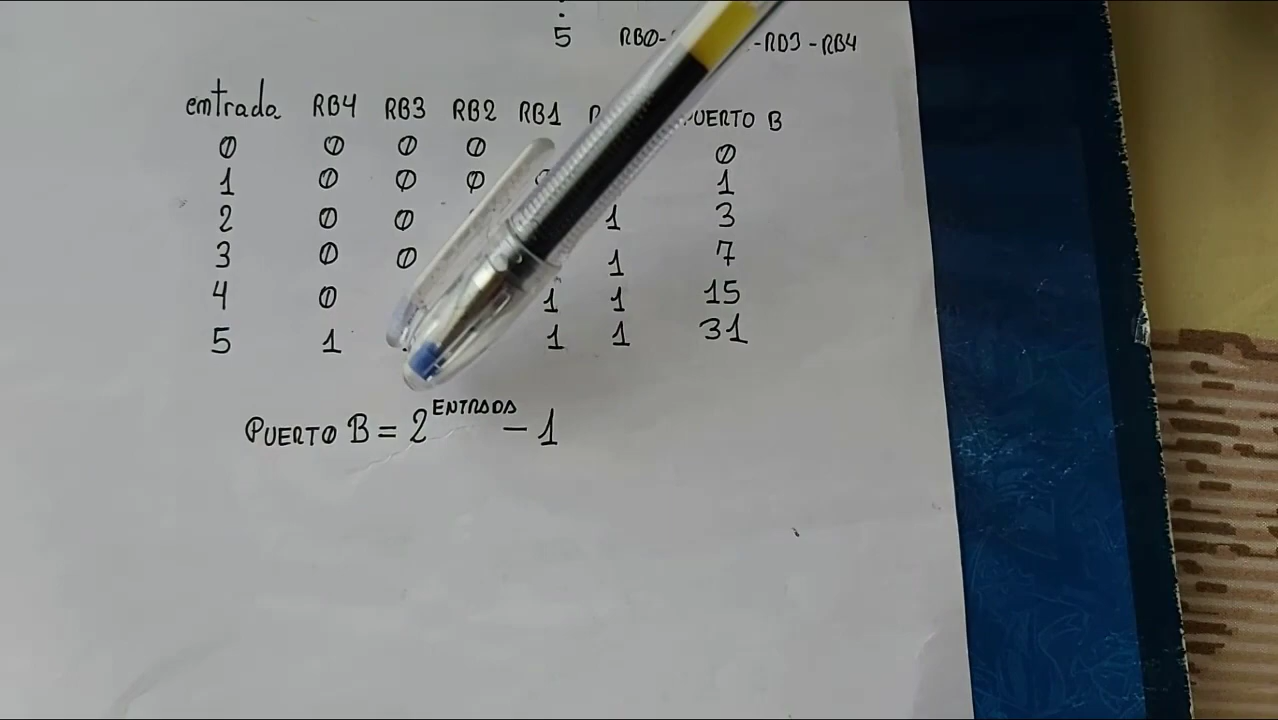 5 RB0- -RD3-RB4
entrada RB4 RB3 RB2 RB1 PUERTO B
0 0 0 0 0
1 0 0 0 1
2 0 0 1 3
3 0 0 1 7
4 0 1 1 15
5 1 1 1 31
PUERTO B = 2^ENTRADA - 1